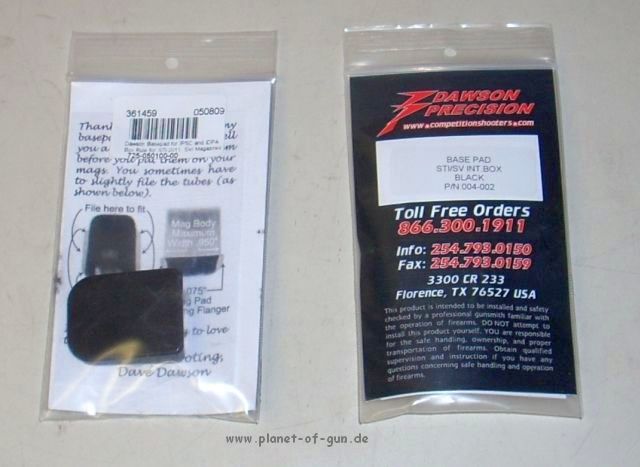 361459 050809
Dawson Basepad for IPSC and IDPA
Box Rule for STI 2011, SVI Magazines
725-050100-00
Thank
my
basep
ell
you a
m
before you put them on your
mags. You sometimes have
to slightly file the tubes (as
shown below).
File here to fit
Mag Body
Maximum
Width .950"
.075"
g Pad
ng Flanger
g to love
ooting,
Dave Dawson
DAWSON
PRECISION
www.competitionshooters.com
BASE PAD
STI/SV INT.BOX
BLACK
P/N 004-002
Toll Free Orders
866.300.1911
Info: 254.793.0150
Fax: 254.793.0159
3300 CR 233
Florence, TX 76527 USA
This product is intended to be installed and safety
checked by a professional gunsmith familiar with
the operation of firearms. DO NOT attempt to
install this product yourself. YOU are responsible
for the safe handling, ownership, and proper
transportation of firearms. Obtain qualified
supervision and instruction if you have any
questions concerning safe handling and operation
of firearms.
www.planet-of-gun.de